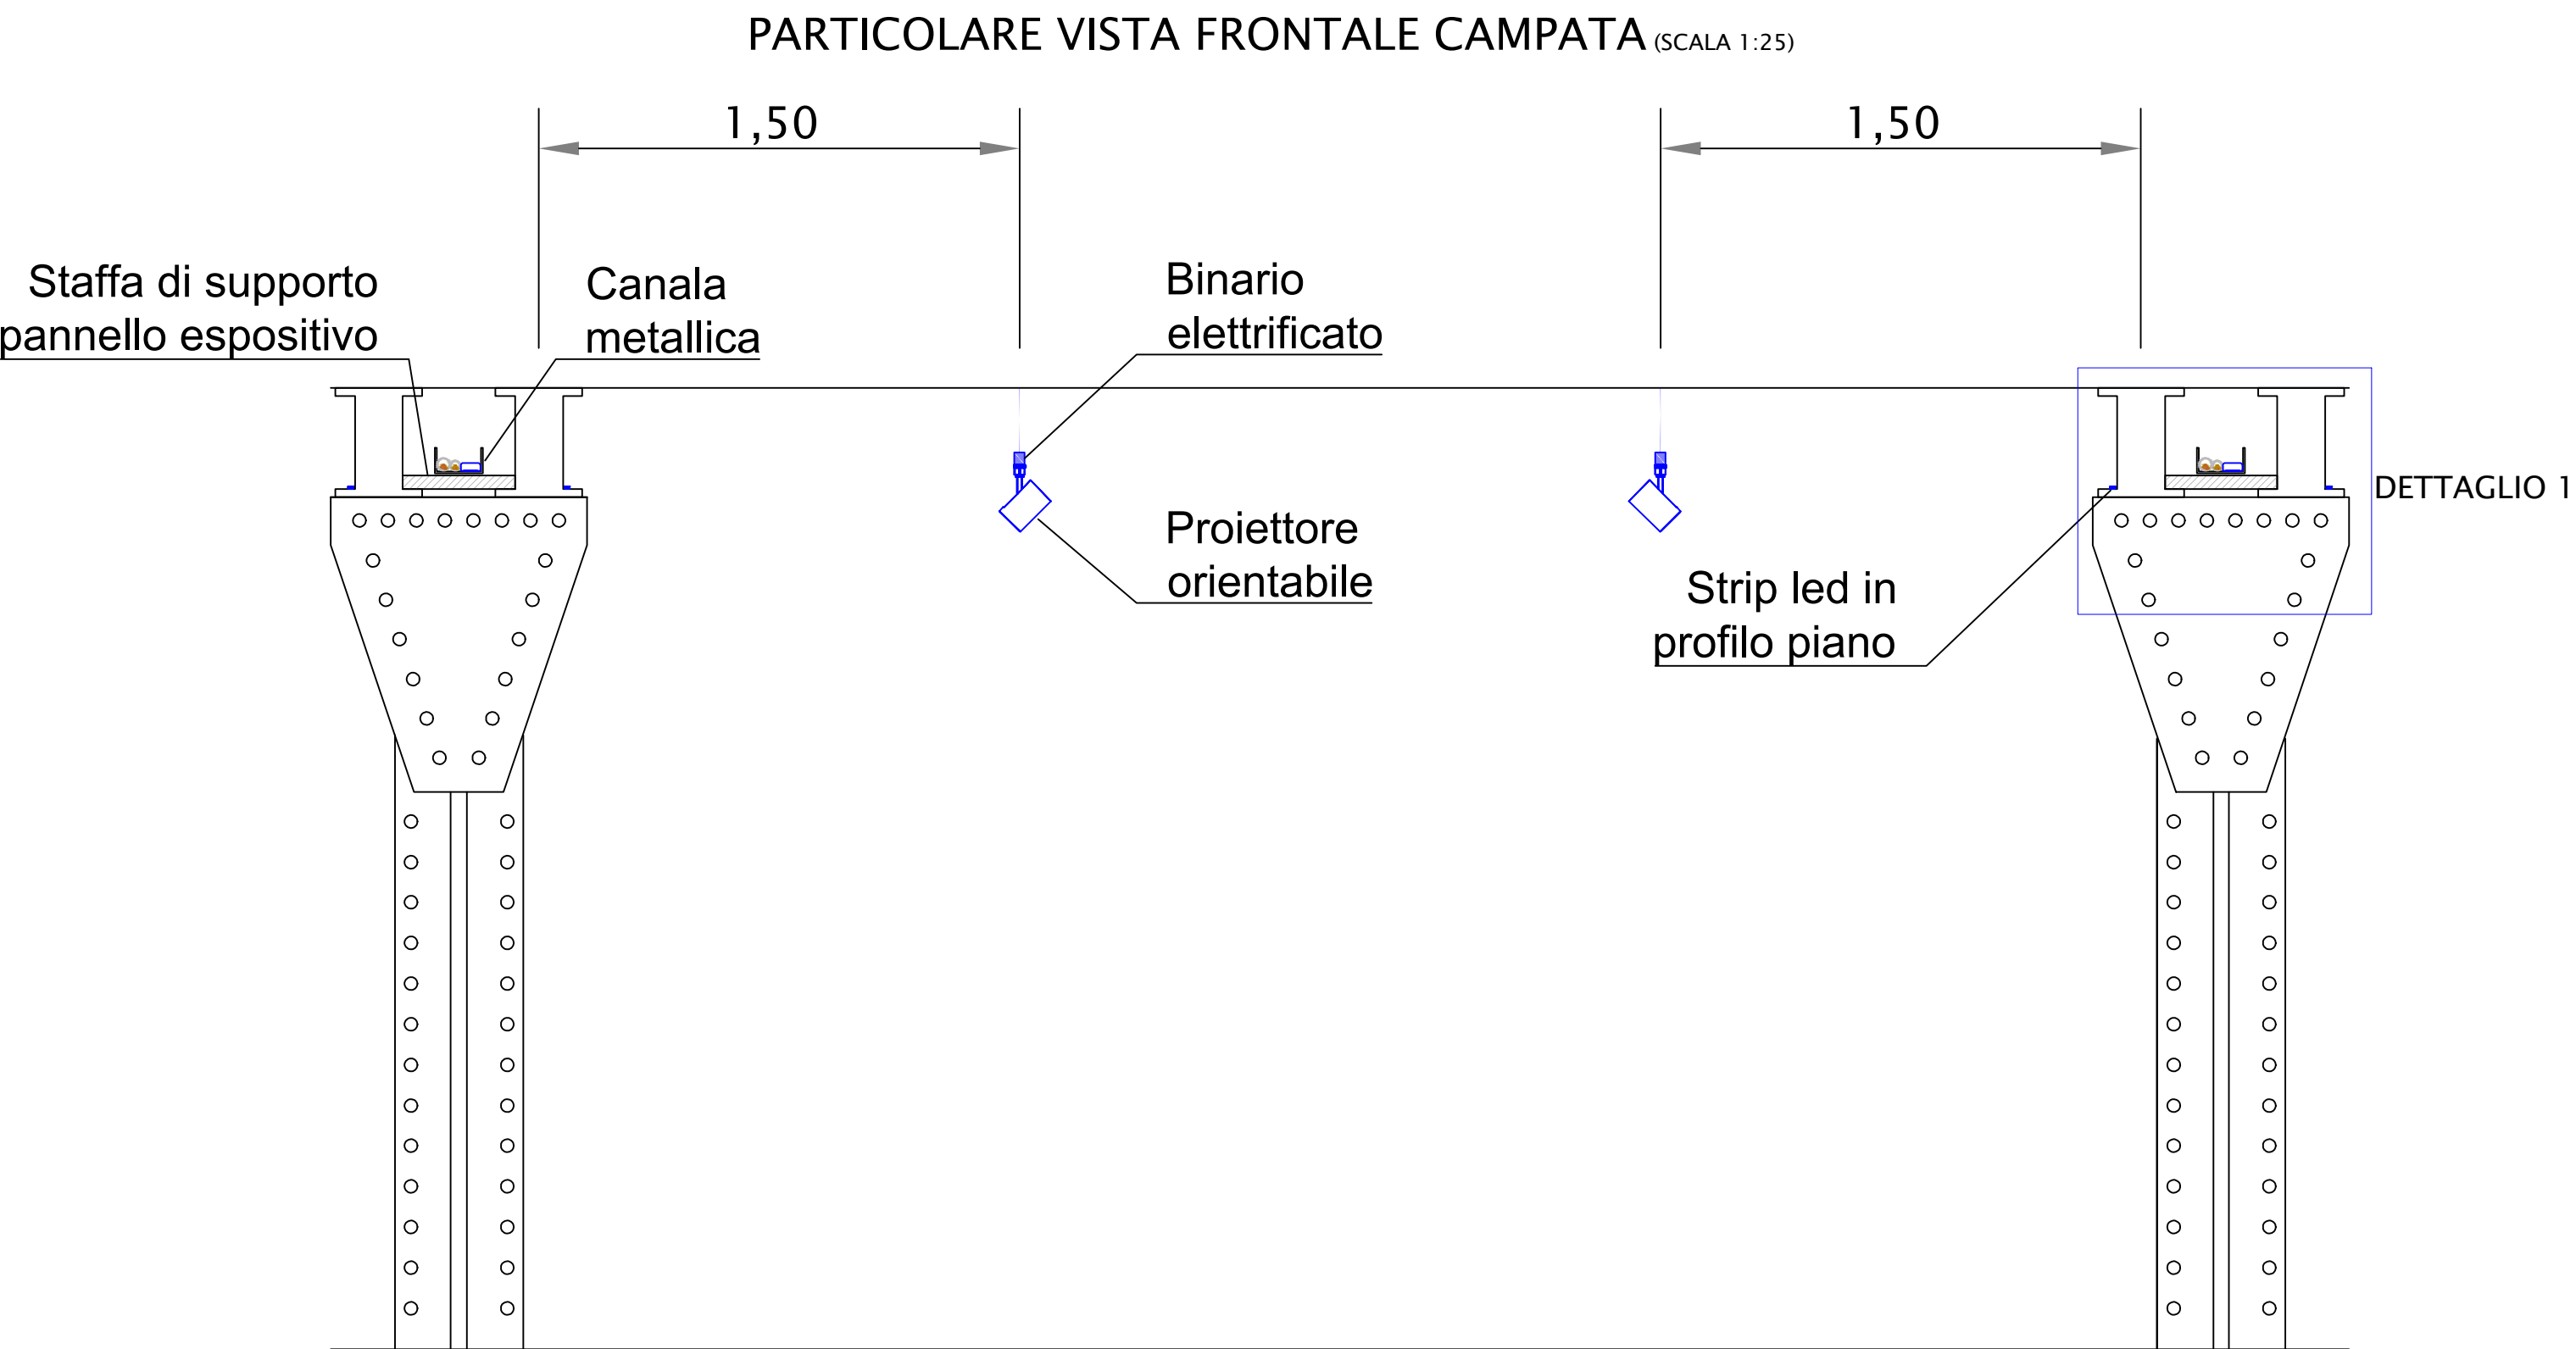 PARTICOLARE VISTA FRONTALE CAMPATA (SCALA 1:25)
1,50
1,50
Staffa di supporto
pannello espositivo
Canala
metallica
Binario
elettrificato
DETTAGLIO 1
Proiettore
orientabile
Strip led in
profilo piano